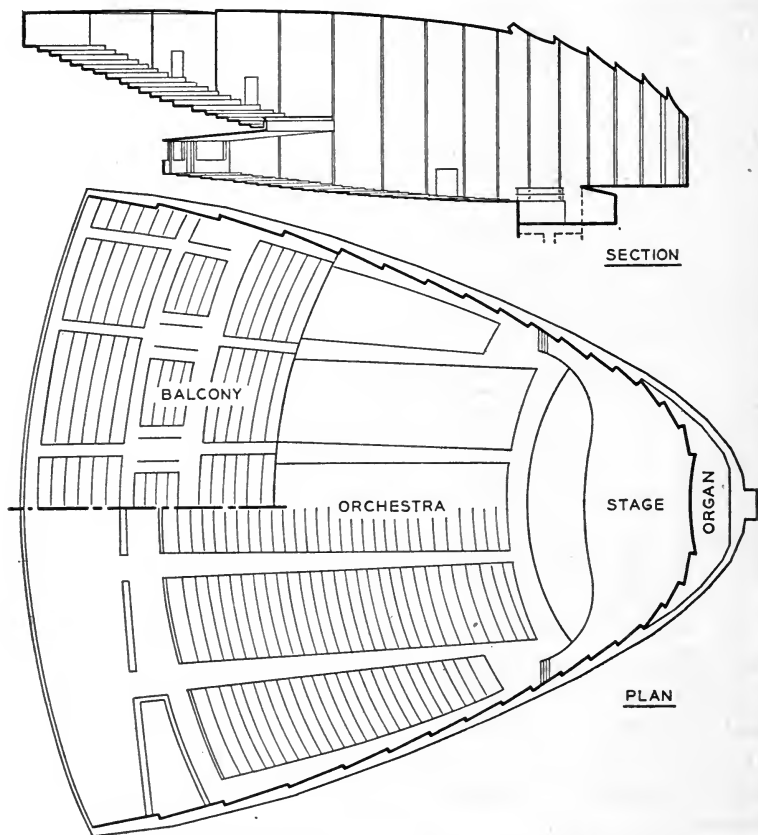 SECTION
BALCONY
ORCHESTRA
STAGE
ORGAN
PLAN